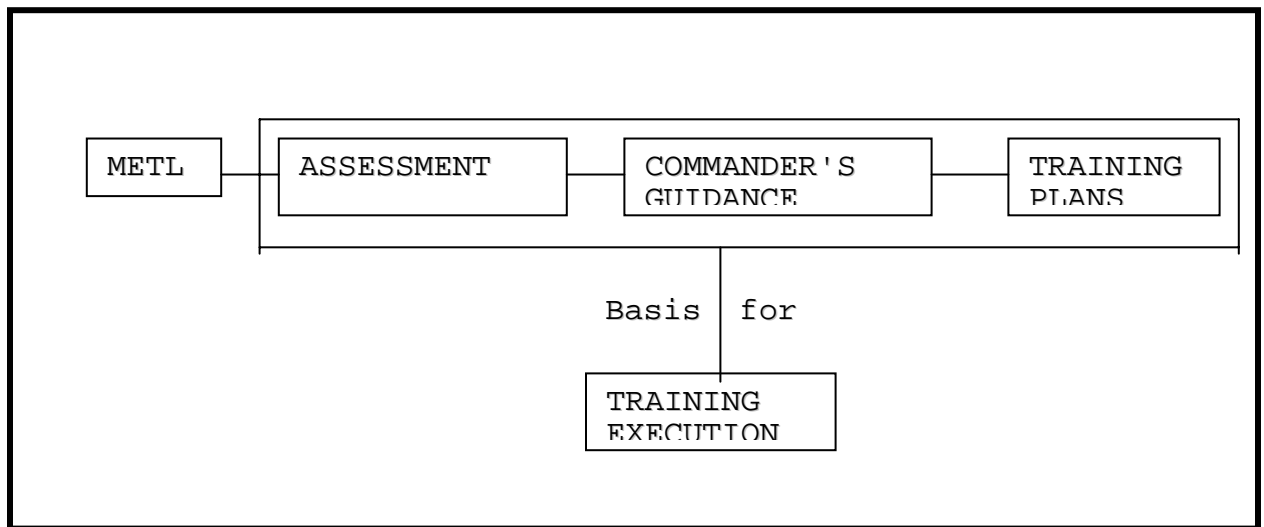 METL
ASSESSMENT
COMMANDER'S
GUIDANCE
TRAINING
PLANS
Basis for
TRAINING
EXECUTION